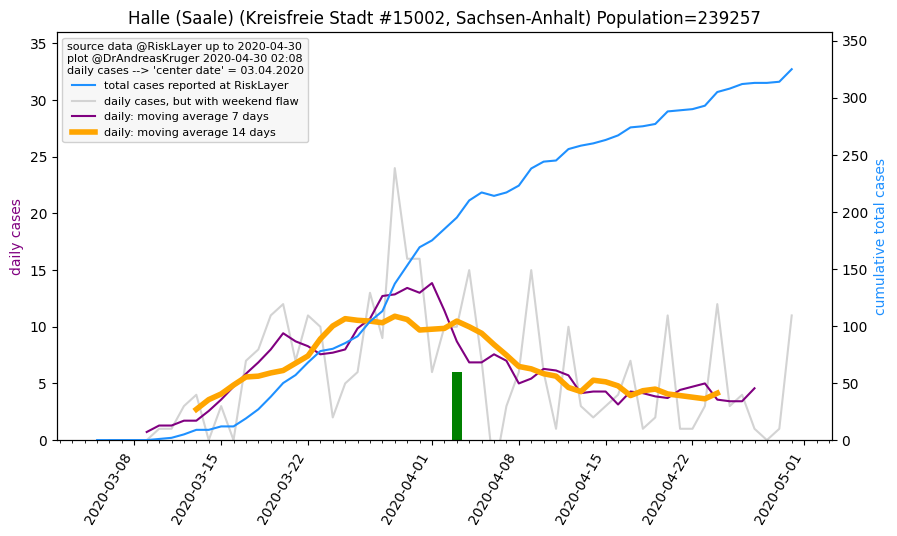 Halle (Saale) (Kreisfreie Stadt #15002, Sachsen-Anhalt) Population=239257
source data @RiskLayer up to 2020-04-30
plot @DrAndreasKruger 2020-04-30 02:08
daily cases --> 'center date' = 03.04.2020
total cases reported at RiskLayer
daily cases, but with weekend flaw
daily: moving average 7 days
daily: moving average 14 days
daily cases
35
30
25
20
15
10
5
0
cumulative total cases
350
300
250
200
150
100
50
0
2020-03-08
2020-03-15
2020-03-22
2020-04-01
2020-04-08
2020-04-15
2020-04-22
2020-05-01